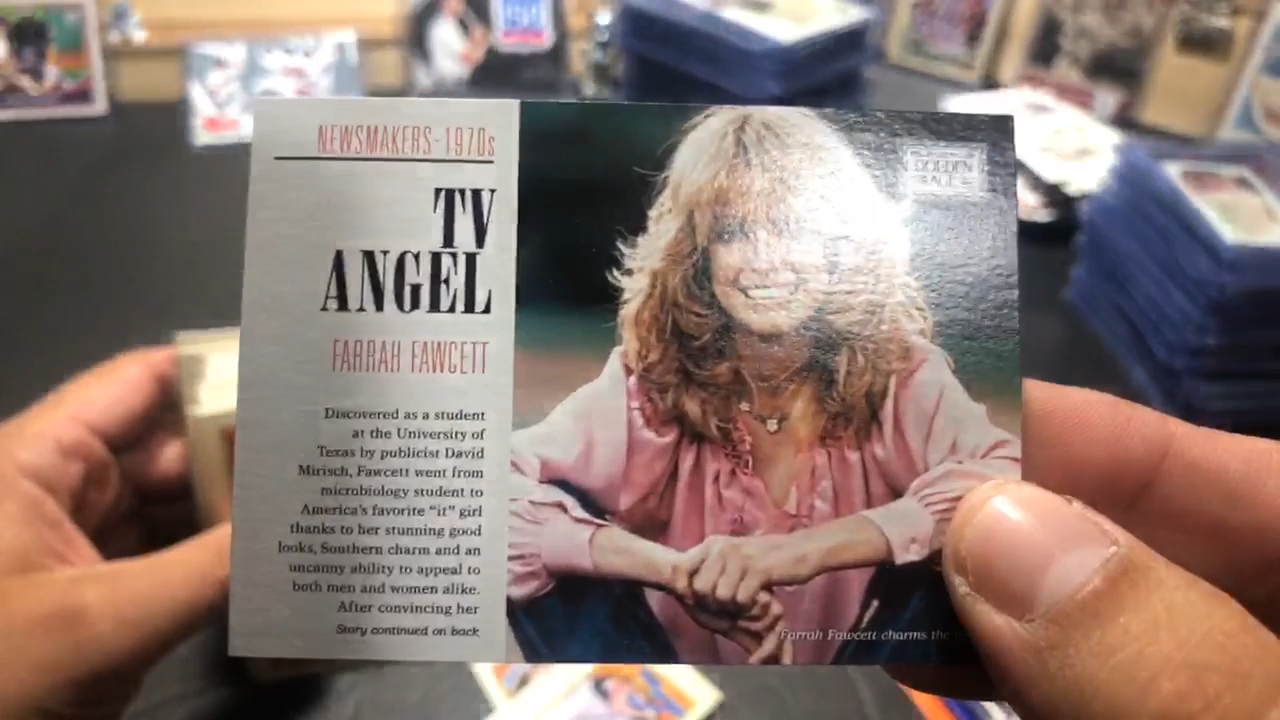 NEWSMAKERS - 1970s
TV
ANGEL
FARRAH FAWCETT
Discovered as a student
at the University of
Texas by publicist David
Mirisch, Fawcett went from
microbiology student to
America's favorite "it" girl
thanks to her stunning good
looks, Southern charm and an
uncanny ability to appeal to
both men and women alike.
After convincing her
Story continued on back
GOLDEN
AGE
Farrah Fawcett charms the